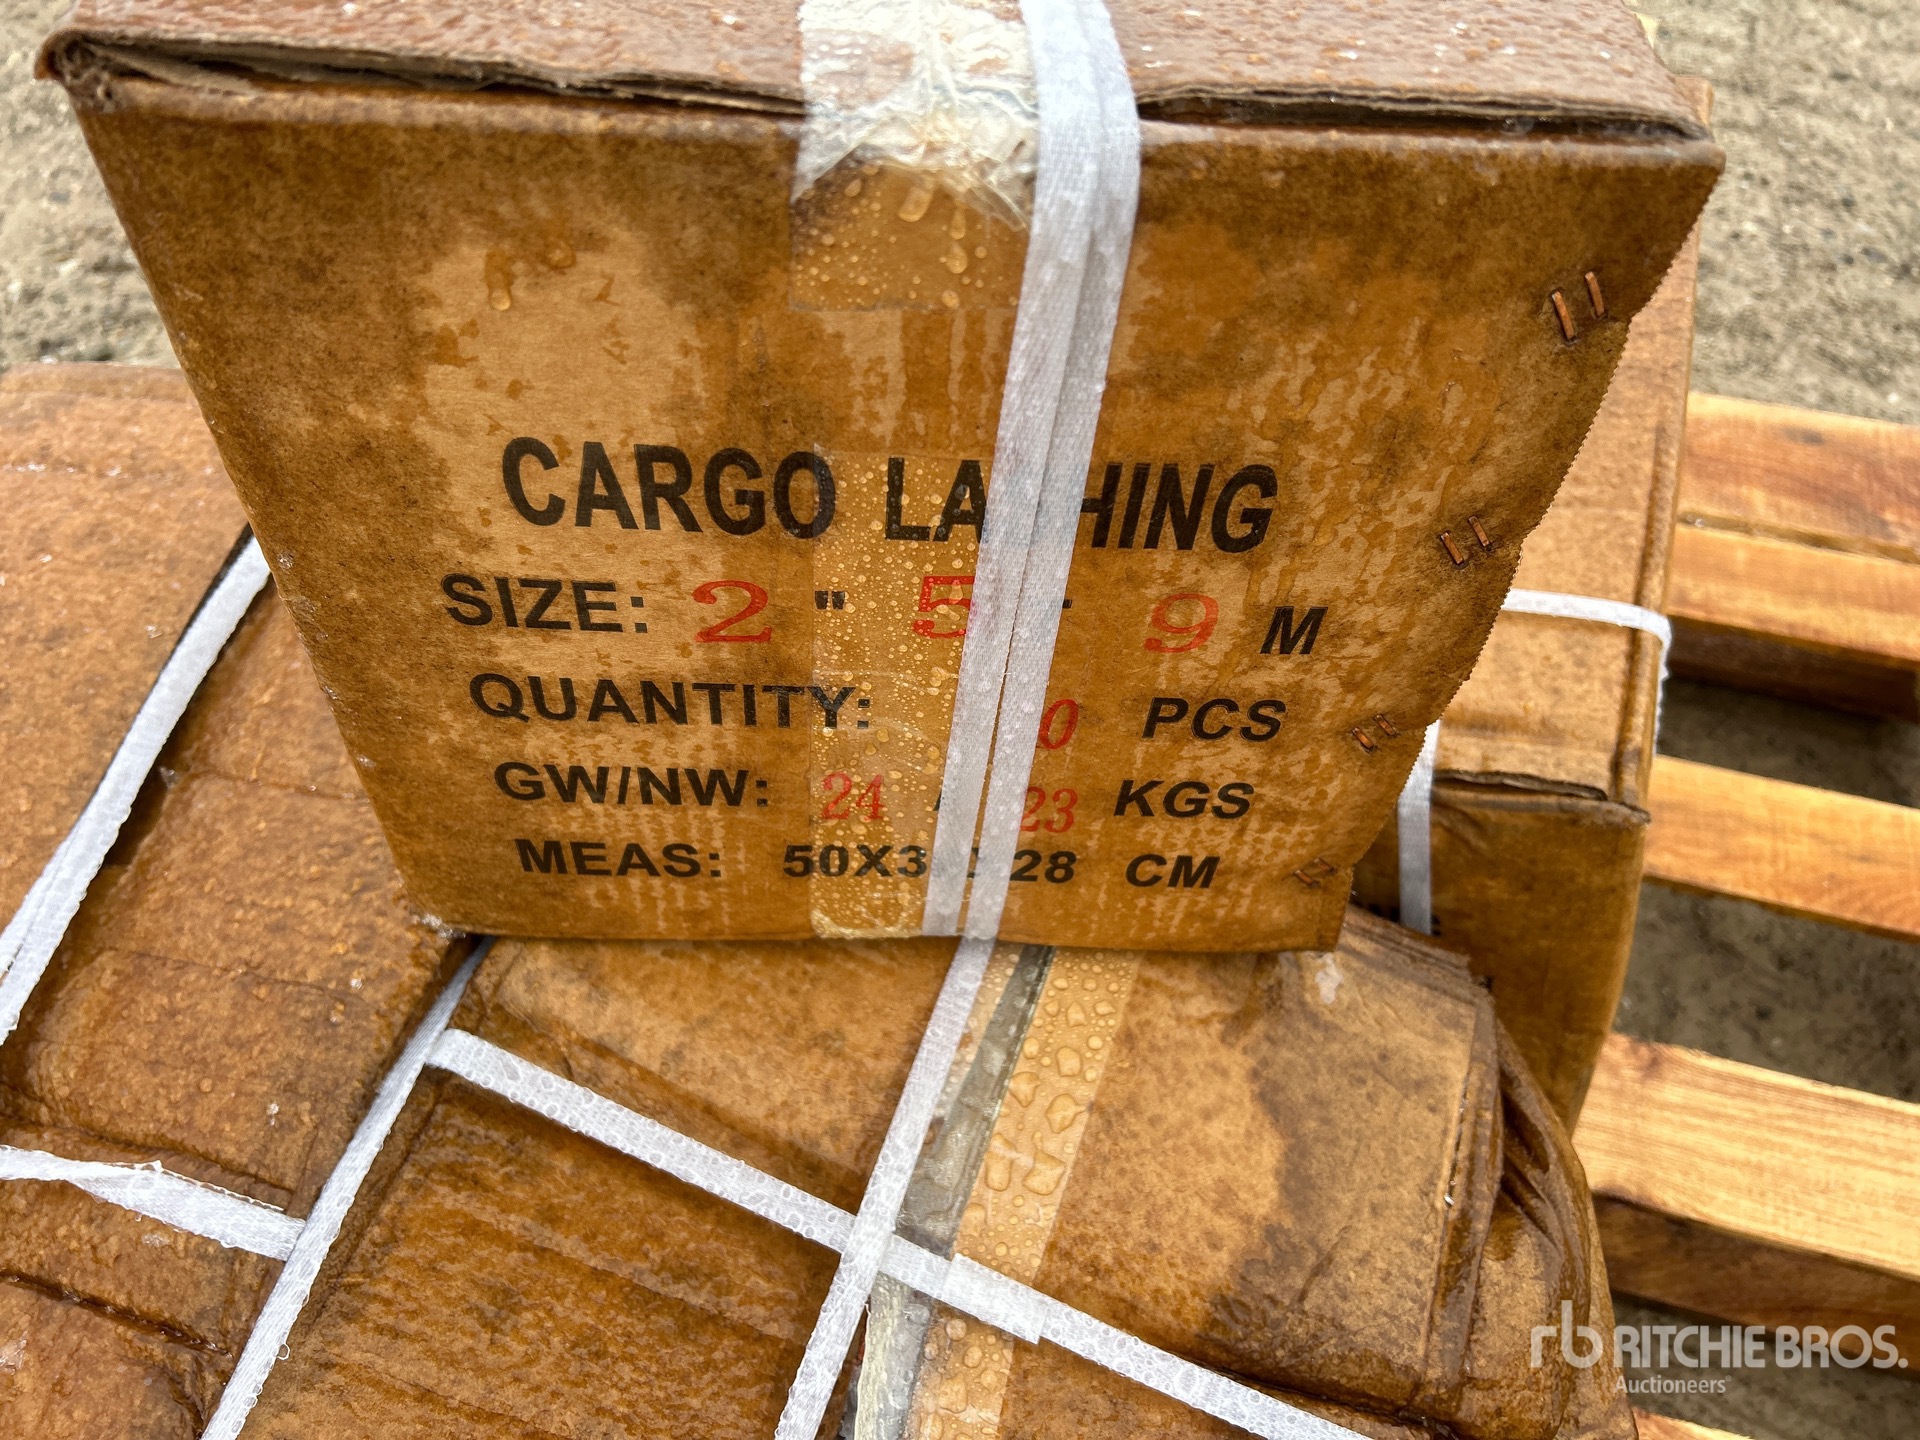 CARGO LA HING
SIZE: 2 " 5 - 9 M
QUANTITY: 0 PCS
GW/NW: 24 / 23 KGS
MEAS: 50X3 28 CM
rb RITCHIE BROS.
Auctioneers